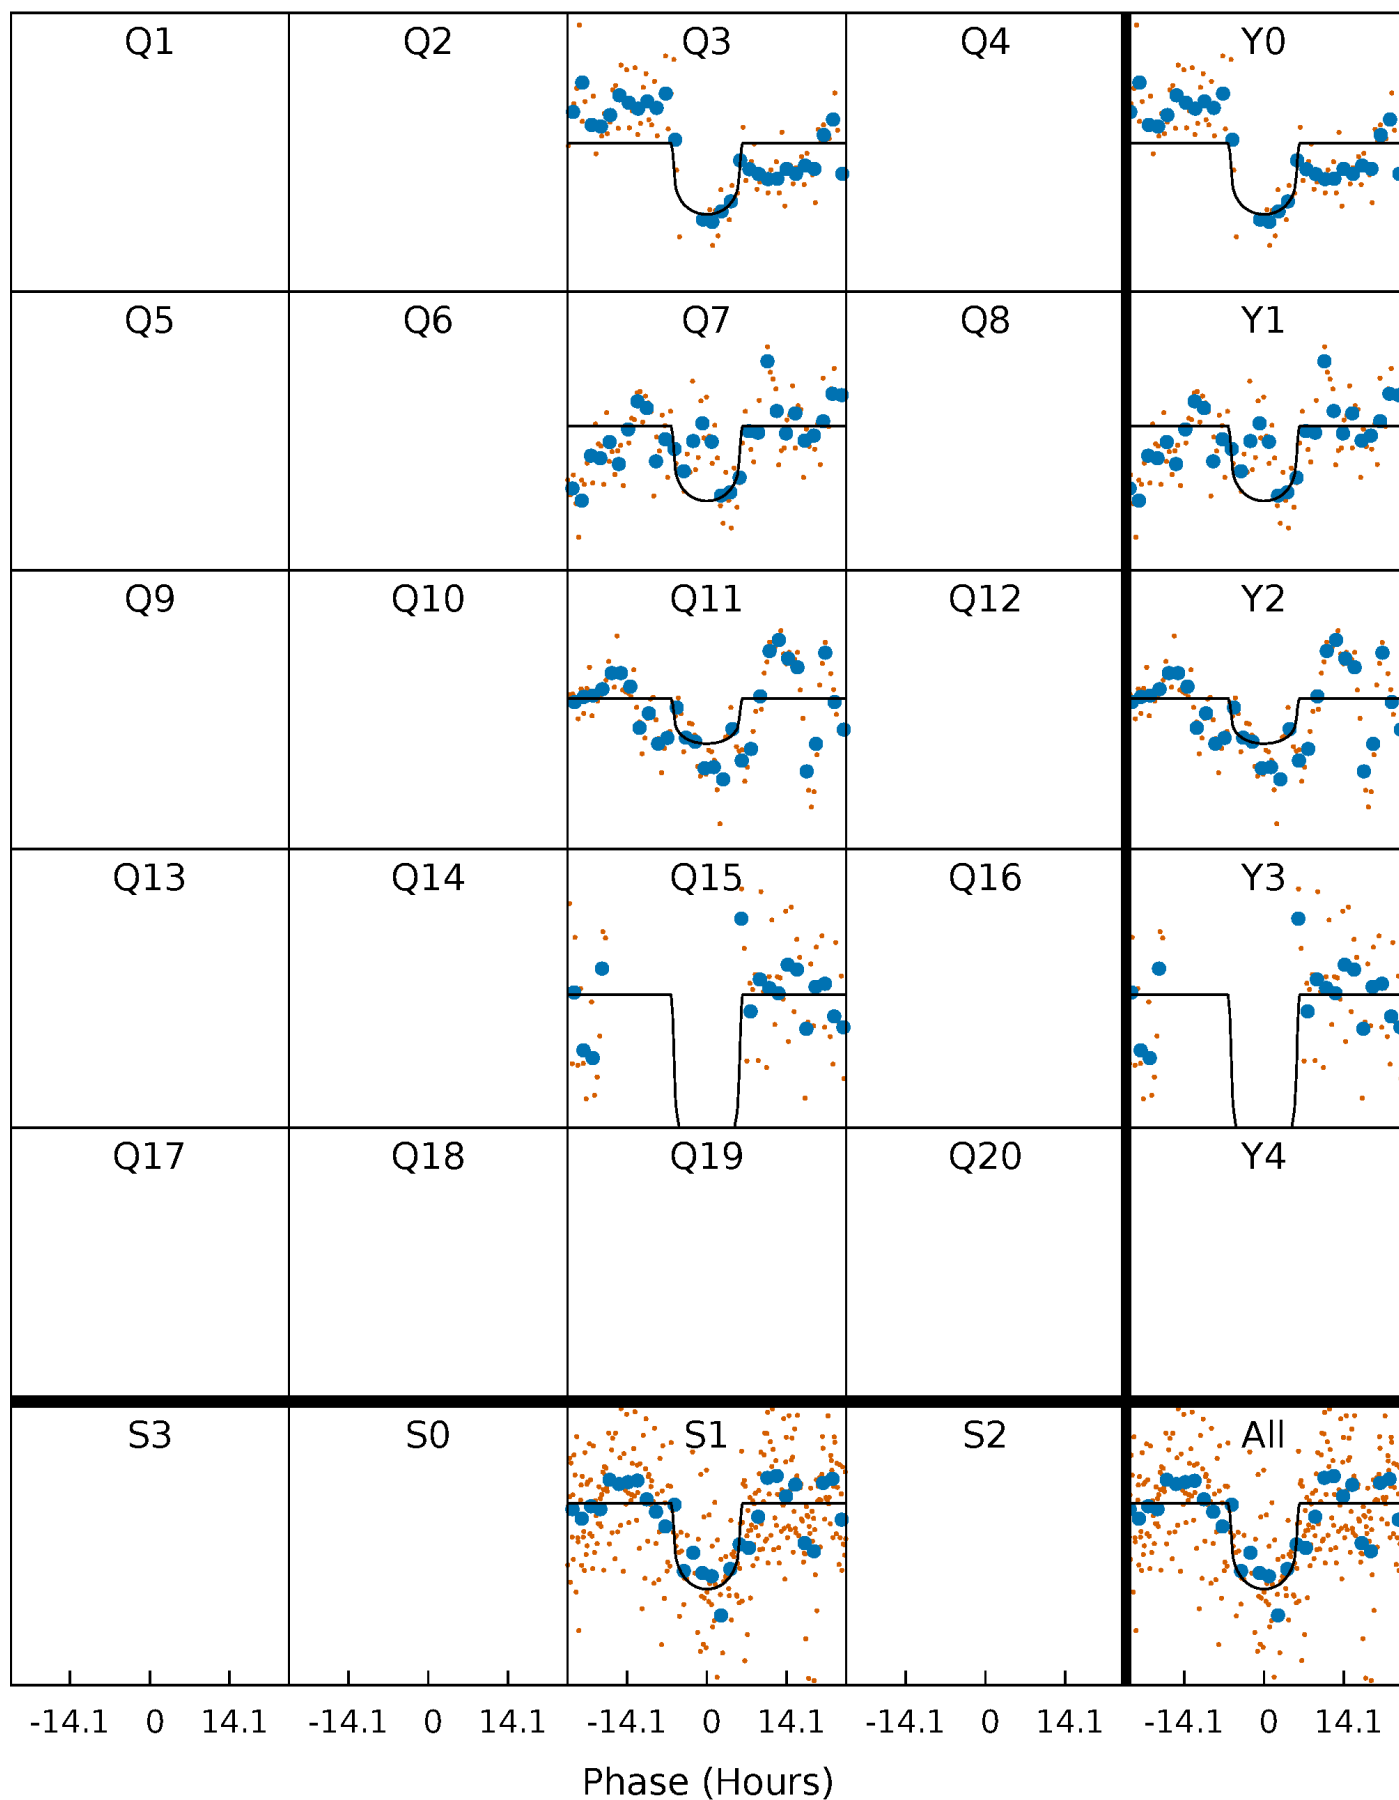 Q1 Q2 Q3 Q4 Y0
Q5 Q6 Q7 Q8 Y1
Q9 Q10 Q11 Q12 Y2
Q13 Q14 Q15 Q16 Y3
Q17 Q18 Q19 Q20 Y4
S3 S0 S1 S2 All
-14.1 0 14.1 -14.1 0 14.1 -14.1 0 14.1 -14.1 0 14.1 -14.1 0 14.1
Phase (Hours)